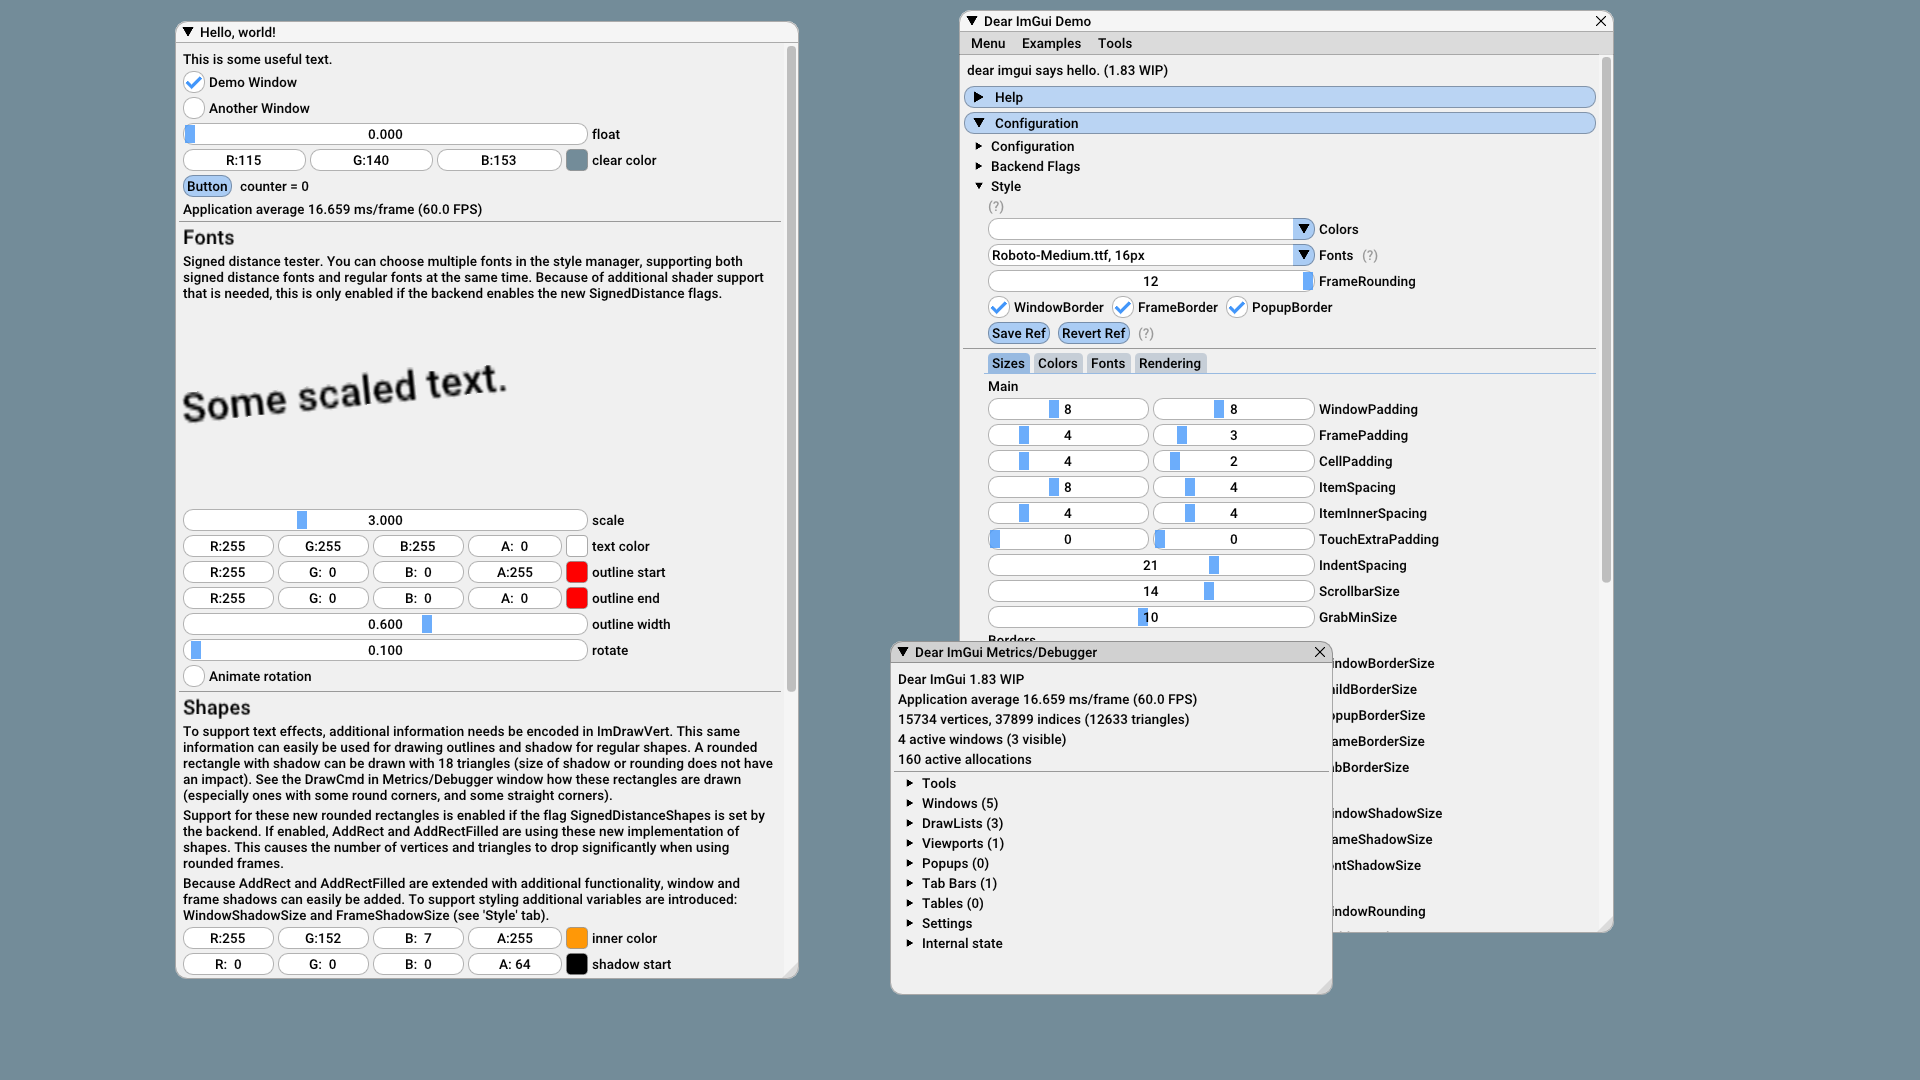 Hello, world!
This is some useful text.
Demo Window
Another Window
0.000 float
R:115 G:140 B:153 clear color
Button counter = 0
Application average 16.659 ms/frame (60.0 FPS)
Fonts
Signed distance tester. You can choose multiple fonts in the style manager, supporting both
signed distance fonts and regular fonts at the same time. Because of additional shader support
that is needed, this is only enabled if the backend enables the new SignedDistance flags.
Some scaled text.
3.000 scale
R:255 G:255 B:255 A: 0 text color
R:255 G: 0 B: 0 A:255 outline start
R:255 G: 0 B: 0 A: 0 outline end
0.600 outline width
0.100 rotate
Animate rotation
Shapes
To support text effects, additional information needs be encoded in ImDrawVert. This same
information can easily be used for drawing outlines and shadow for regular shapes. A rounded
rectangle with shadow can be drawn with 18 triangles (size of shadow or rounding does not have
an impact). See the DrawCmd in Metrics/Debugger window how these rectangles are drawn
(especially ones with some round corners, and some straight corners).
Support for these new rounded rectangles is enabled if the flag SignedDistanceShapes is set by
the backend. If enabled, AddRect and AddRectFilled are using these new implementation of
shapes. This causes the number of vertices and triangles to drop significantly when using
rounded frames.
Because AddRect and AddRectFilled are extended with additional functionality, window and
frame shadows can easily be added. To support styling additional variables are introduced:
WindowShadowSize and FrameShadowSize (see 'Style' tab).
R:255 G:152 B: 7 A:255 inner color
R: 0 G: 0 B: 0 A: 64 shadow start
Dear ImGui Demo
Menu Examples Tools
dear imgui says hello. (1.83 WIP)
Help
Configuration
Configuration
Backend Flags
Style
(?)
Colors
Roboto-Medium.ttf, 16px Fonts (?)
12 FrameRounding
WindowBorder FrameBorder PopupBorder
Save Ref Revert Ref (?)
Sizes Colors Fonts Rendering
Main
8 8 WindowPadding
4 3 FramePadding
4 2 CellPadding
8 4 ItemSpacing
4 4 ItemInnerSpacing
0 0 TouchExtraPadding
21 IndentSpacing
14 ScrollbarSize
10 GrabMinSize
Borders
indowBorderSize
ildBorderSize
pupBorderSize
ameBorderSize
bBorderSize
indowShadowSize
ameShadowSize
ntShadowSize
indowRounding
Dear ImGui Metrics/Debugger
Dear ImGui 1.83 WIP
Application average 16.659 ms/frame (60.0 FPS)
15734 vertices, 37899 indices (12633 triangles)
4 active windows (3 visible)
160 active allocations
Tools
Windows (5)
DrawLists (3)
Viewports (1)
Popups (0)
Tab Bars (1)
Tables (0)
Settings
Internal state